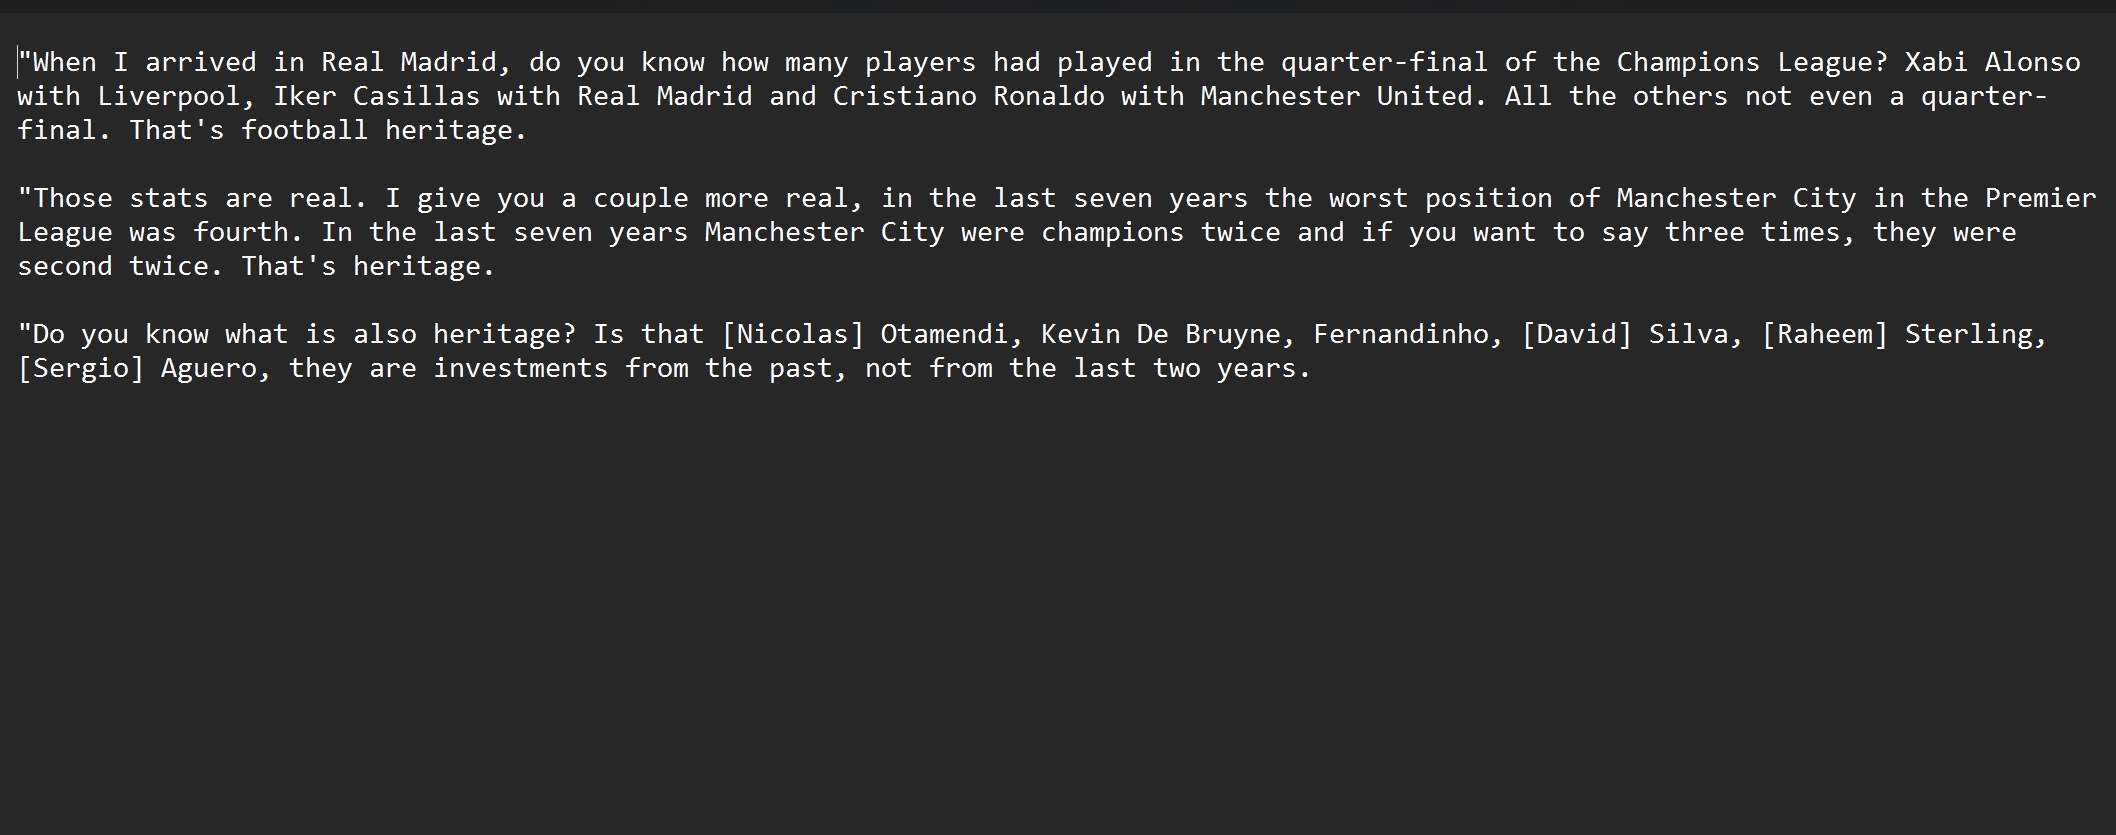 "When I arrived in Real Madrid, do you know how many players had played in the quarter-final of the Champions League? Xabi Alonso
with Liverpool, Iker Casillas with Real Madrid and Cristiano Ronaldo with Manchester United. All the others not even a quarter-
final. That's football heritage.
"Those stats are real. I give you a couple more real, in the last seven years the worst position of Manchester City in the Premier
League was fourth. In the last seven years Manchester City were champions twice and if you want to say three times, they were
second twice. That's heritage.
"Do you know what is also heritage? Is that [Nicolas] Otamendi, Kevin De Bruyne, Fernandinho, [David] Silva, [Raheem] Sterling,
[Sergio] Aguero, they are investments from the past, not from the last two years.